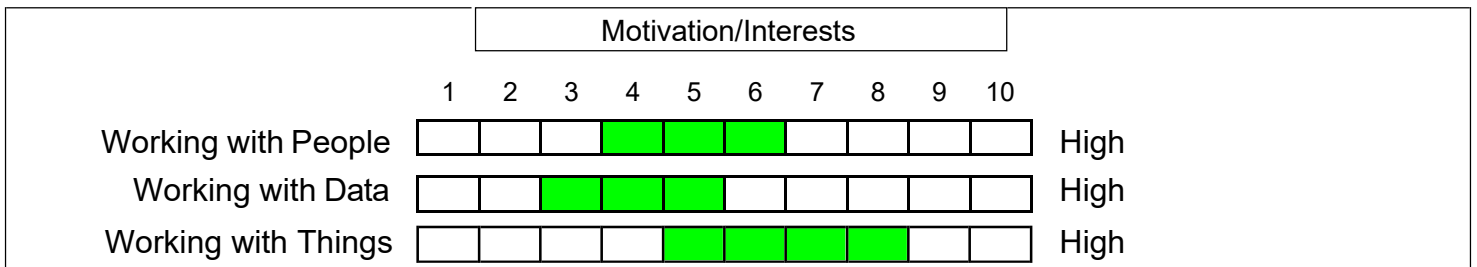 Motivation/Interests
1 2 3 4 5 6 7 8 9 10
Working with People High
Working with Data High
Working with Things High